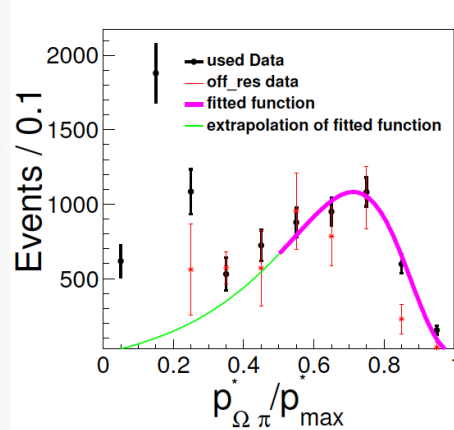 2000
1500
1000
500
Events / 0.1
used Data
off_res data
fitted function
extrapolation of fitted function
0 0.2 0.4 0.6 0.8 1
p*Ω π/p*max